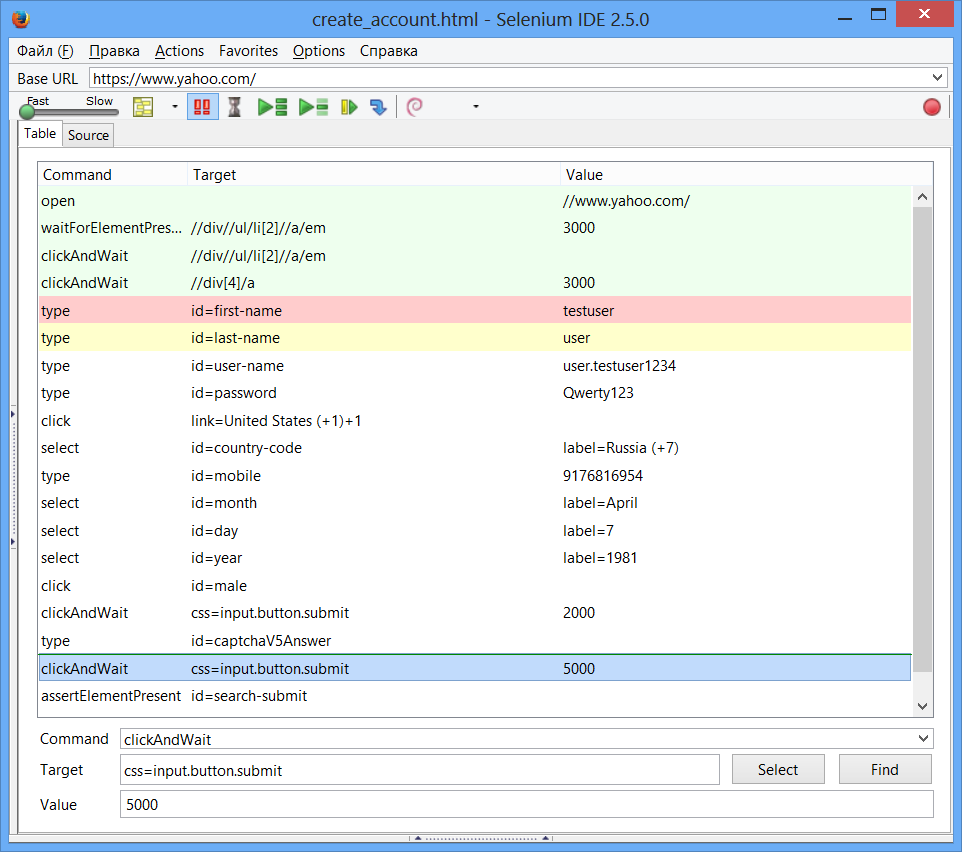 create_account.html - Selenium IDE 2.5.0
Файл (F) Правка Actions Favorites Options Справка
Base URL https://www.yahoo.com/
Fast Slow
Table Source
Command Target Value
open //www.yahoo.com/
waitForElementPres... //div//ul/li[2]//a/em 3000
clickAndWait //div//ul/li[2]//a/em
clickAndWait //div[4]/a 3000
type id=first-name testuser
type id=last-name user
type id=user-name user.testuser1234
type id=password Qwerty123
click link=United States (+1)+1
select id=country-code label=Russia (+7)
type id=mobile 9176816954
select id=month label=April
select id=day label=7
select id=year label=1981
click id=male
clickAndWait css=input.button.submit 2000
type id=captchaV5Answer
clickAndWait css=input.button.submit 5000
assertElementPresent id=search-submit
Command clickAndWait
Target css=input.button.submit Select Find
Value 5000